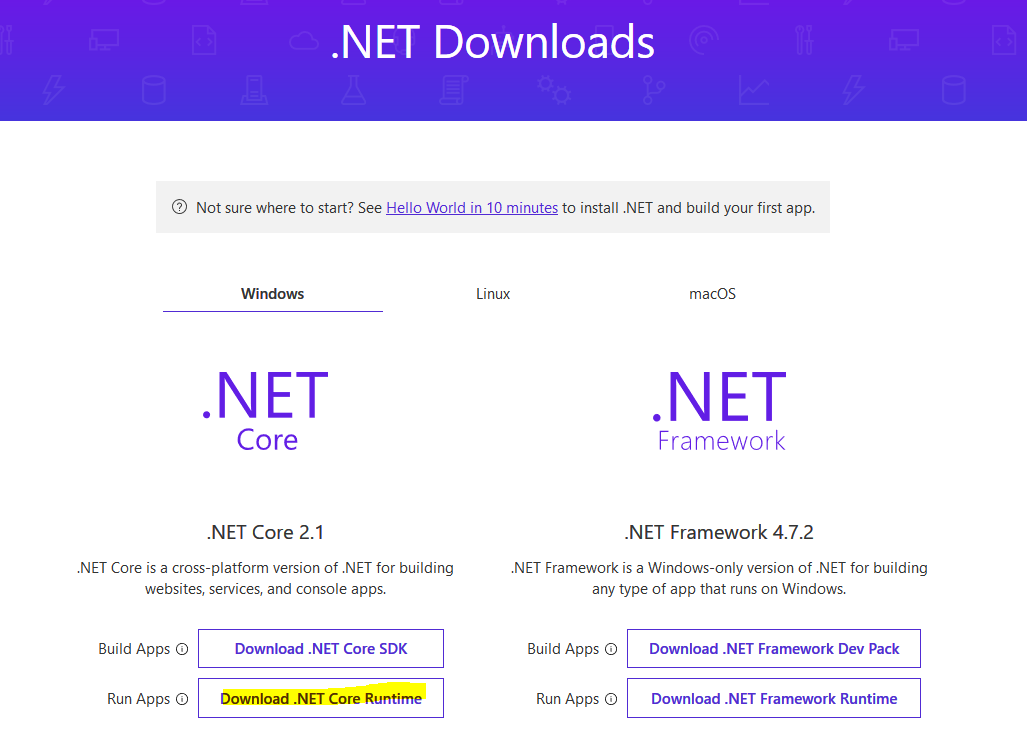 .NET Downloads
Not sure where to start? See Hello World in 10 minutes to install .NET and build your first app.
Windows
Linux
macOS
.NET
Core
.NET Core 2.1
.NET Core is a cross-platform version of .NET for building
websites, services, and console apps.
Build Apps
Download .NET Core SDK
Run Apps
Download .NET Core Runtime
.NET
Framework
.NET Framework 4.7.2
.NET Framework is a Windows-only version of .NET for building
any type of app that runs on Windows.
Build Apps
Download .NET Framework Dev Pack
Run Apps
Download .NET Framework Runtime